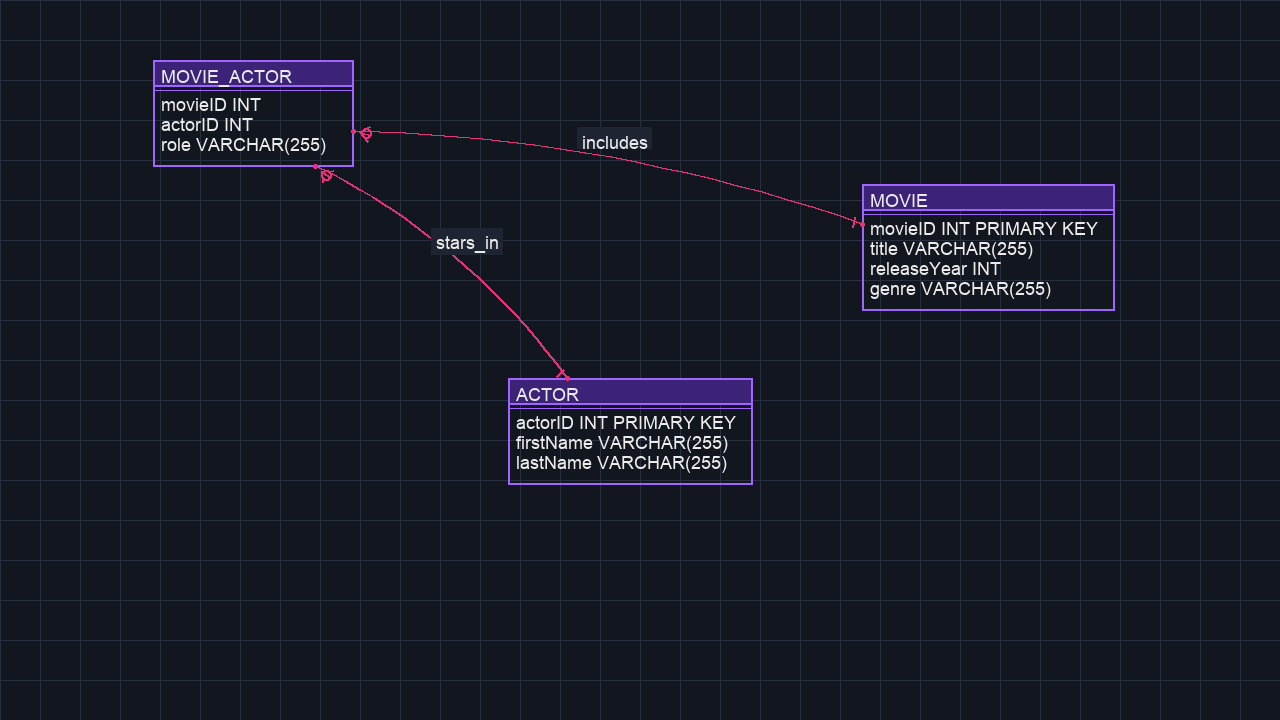 MOVIE_ACTOR
movieID INT
actorID INT
role VARCHAR(255)
includes
MOVIE
movieID INT PRIMARY KEY
title VARCHAR(255)
releaseYear INT
genre VARCHAR(255)
stars_in
ACTOR
actorID INT PRIMARY KEY
firstName VARCHAR(255)
lastName VARCHAR(255)